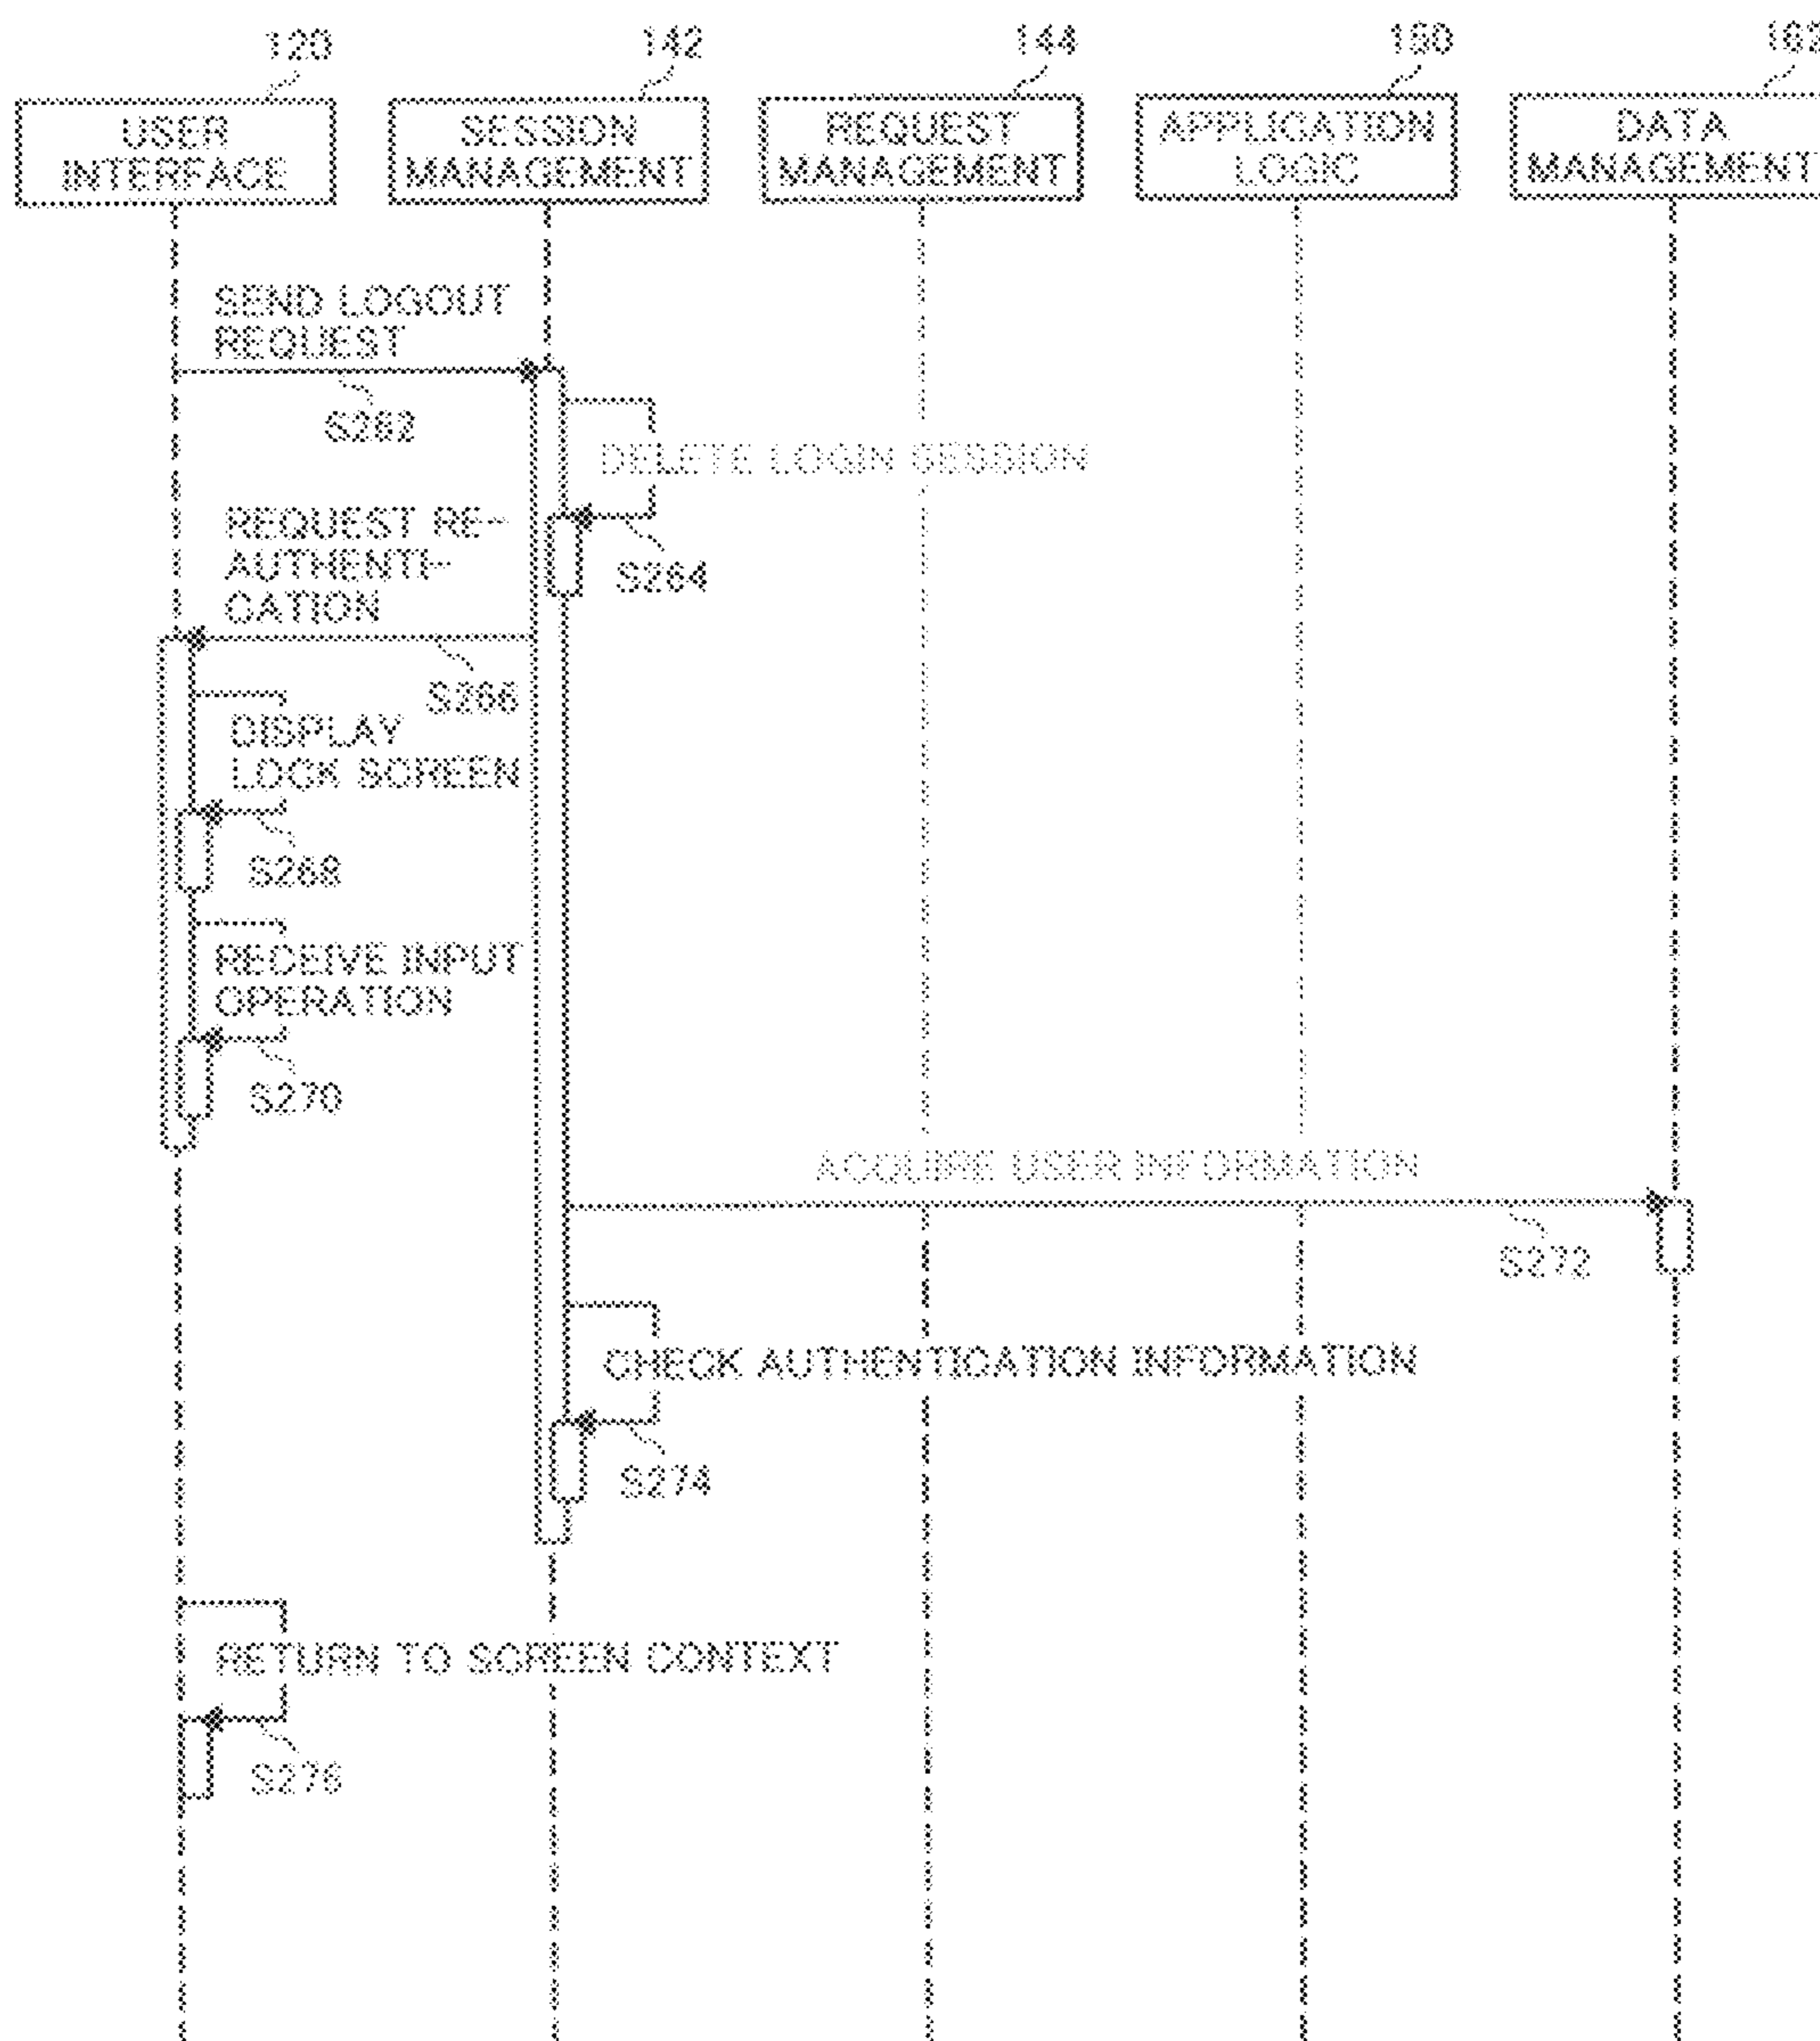 120
142
144
150
USER
INTERFACE
SESSION
MANAGEMENT
REQUEST
MANAGEMENT
APPLICATION
LOGIC
DATA
MANAGEMENT
SEND LOGOUT
REQUEST
S262
DELETE LOGIN SESSION
S264
REQUEST RE-
AUTHENTI-
CATION
S266
DISPLAY
LOCK SCREEN
S268
RECEIVE INPUT
OPERATION
S270
ACQUIRE USER INFORMATION
S272
CHECK AUTHENTICATION INFORMATION
S274
RETURN TO SCREEN CONTEXT
S276